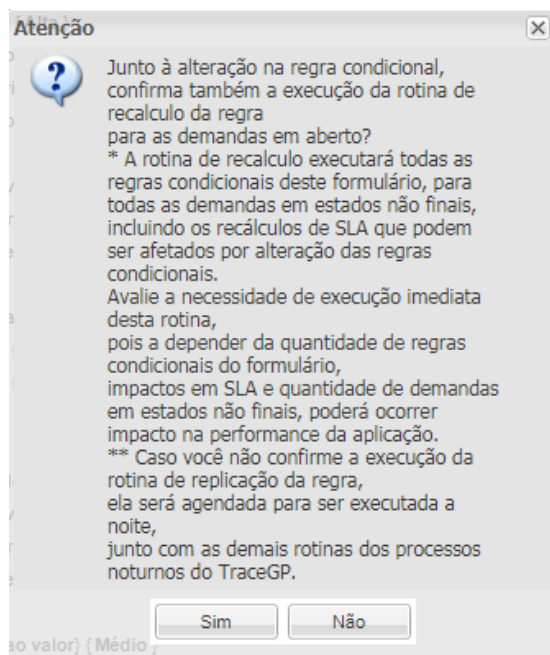 Atenção
Junto à alteração na regra condicional,
confirma também a execução da rotina de
recalculo da regra
para as demandas em aberto?
* A rotina de recalculo executará todas as
regras condicionais deste formulário, para
todas as demandas em estados não finais,
incluindo os recálculos de SLA que podem
ser afetados por alteração das regras
condicionais.
Avalie a necessidade de execução imediata
desta rotina,
pois a depender da quantidade de regras
condicionais do formulário,
impactos em SLA e quantidade de demandas
em estados não finais, poderá ocorrer
impacto na performance da aplicação.
** Caso você não confirme a execução da
rotina de replicação da regra,
ela será agendada para ser executada a
noite,
junto com as demais rotinas dos processos
noturnos do TraceGP.
Sim Não
ao valor} { Médio }